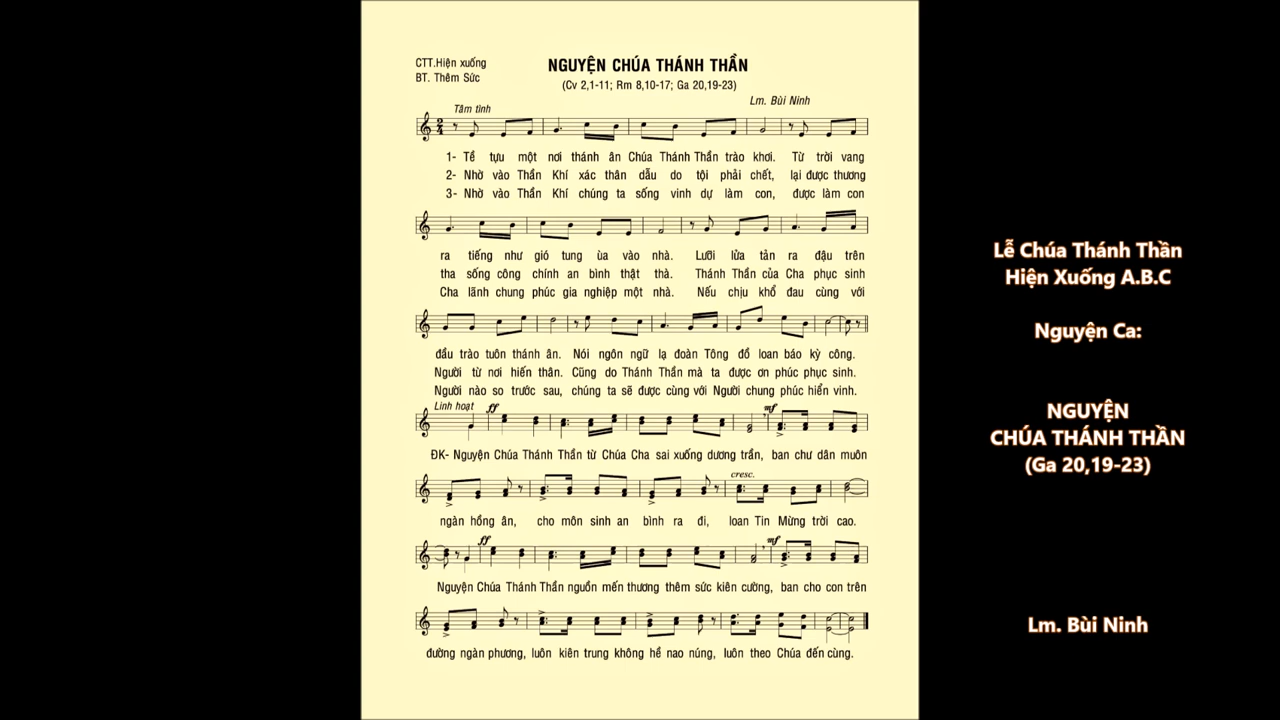 CTT.Hiện xuống
BT. Thêm Sức
NGUYỆN CHÚA THÁNH THẦN
(Cv 2,1-11; Rm 8,10-17; Ga 20,19-23)
Lm. Bùi Ninh
Tâm tình
1- Tề tựu một nơi thánh ân Chúa Thánh Thần trào khơi. Từ trời vang
2- Nhờ vào Thần Khí xác thân dẫu do tội phải chết, lại được thương
3- Nhờ vào Thần Khí chúng ta sống vinh dự làm con, được làm con
ra tiếng như gió tung ùa vào nhà. Lưỡi lửa tản ra đậu trên
tha sống công chính an bình thật thà. Thánh Thần của Cha phục sinh
Cha lãnh chung phúc gia nghiệp một nhà. Nếu chịu khổ đau cùng với
đầu trào tuôn thánh ân. Nói ngôn ngữ lạ đoàn Tông đồ loan báo kỳ công.
Người từ nơi hiến thân. Cũng do Thánh Thần mà ta được ơn phúc phục sinh.
Người nào so trước sau, chúng ta sẽ được cùng với Người chung phúc hiển vinh.
Linh hoạt
ff
mf
ĐK- Nguyện Chúa Thánh Thần từ Chúa Cha sai xuống dương trần, ban chư dân muôn
cresc.
ngàn hồng ân, cho môn sinh an bình ra đi, loan Tin Mừng trời cao.
ff
mf
Nguyện Chúa Thánh Thần nguồn mến thương thêm sức kiên cường, ban cho con trên
đường ngàn phương, luôn kiên trung không hề nao núng, luôn theo Chúa đến cùng.
Lễ Chúa Thánh Thần
Hiện Xuống A.B.C
Nguyện Ca:
NGUYỆN
CHÚA THÁNH THẦN
(Ga 20,19-23)
Lm. Bùi Ninh